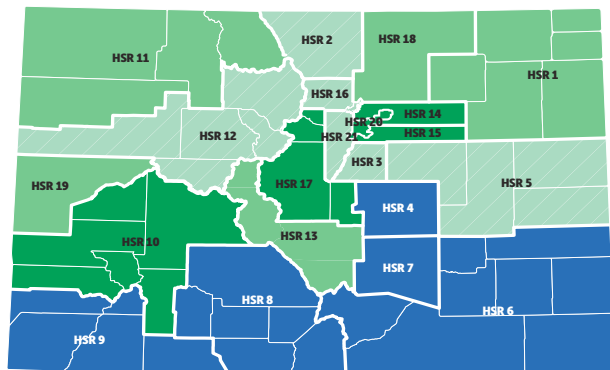 HSR 2
HSR 18
HSR 11
HSR 1
HSR 16
HSR 14
HSR 20
HSR 15
HSR 21
HSR 12
HSR 3
HSR 5
HSR 19
HSR 17
HSR 4
HSR 13
HSR 10
HSR 7
HSR 8
HSR 6
HSR 9